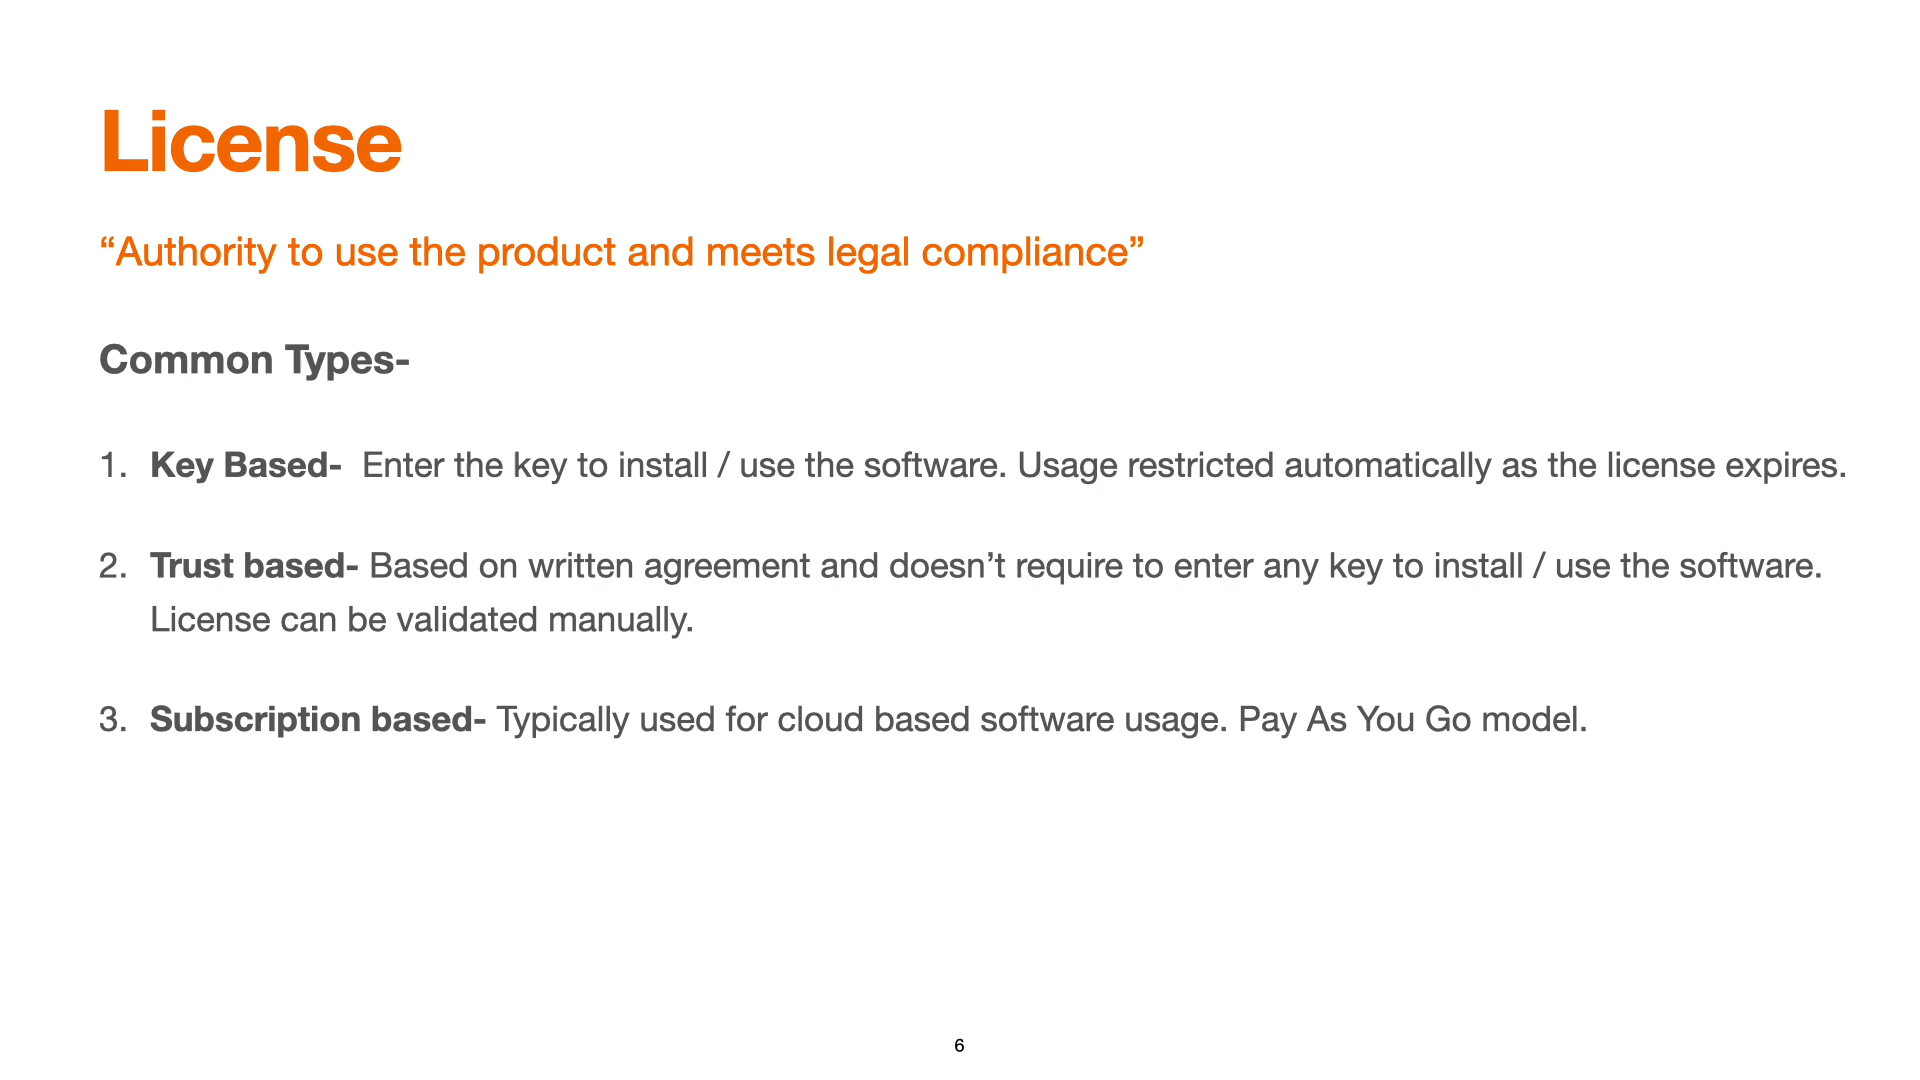 License
“Authority to use the product and meets legal compliance”
Common Types-
1. Key Based-  Enter the key to install / use the software. Usage restricted automatically as the license expires.
2. Trust based- Based on written agreement and doesn’t require to enter any key to install / use the software.
License can be validated manually.
3. Subscription based- Typically used for cloud based software usage. Pay As You Go model.
6